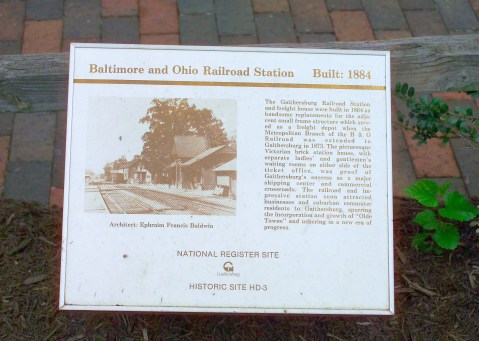 Baltimore and Ohio Railroad Station Built: 1884
The Gaithersburg Railroad Station
and freight house were built in 1884 as
handsome replacements for the adja
cent small frame structure which serv
ed as a freight depot when the
Metropolitan Branch of the B & O
Railroad was extended to
Gaithersburg in 1873. The picturesque
Victorian brick station house, with
separate ladies' and gentlemen's
waiting rooms on either side of the
ticket office, was proof of
Gaithersburg's success as a major
shipping center and commercial
crossroads. The railroad and im-
pressive station soon attracted
businesses and suburban commuter
residents to Gaithersburg, spurring
the incorporation and growth of "Olde
Towne" and ushering in a new era of
progress.
Architect: Ephraim Francis Baldwin
NATIONAL REGISTER SITE
Gaithersburg
HISTORIC SITE HD-3